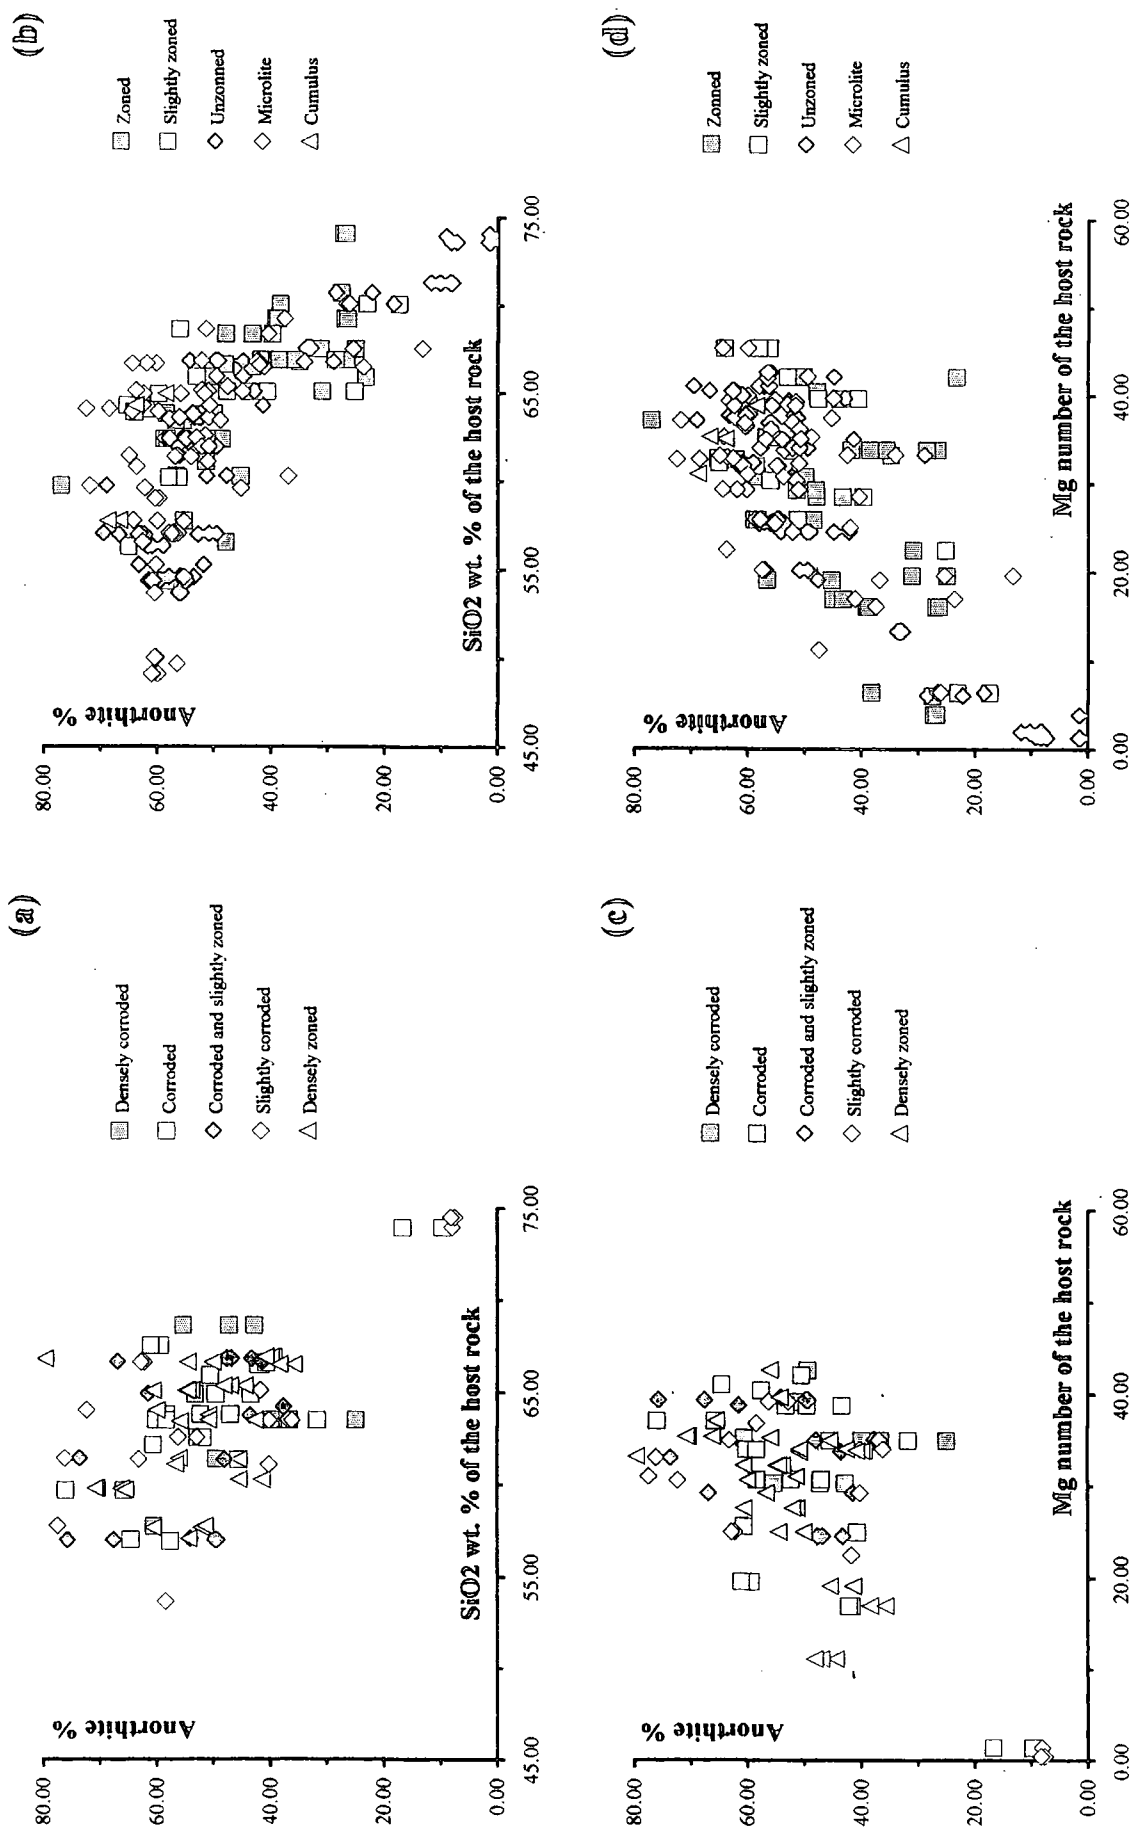 (a)
Densely corroded
Corroded
Corroded and slightly zoned
Slightly corroded
Densely zoned
Anorthite %
80.00
60.00
40.00
20.00
0.00
45.00
55.00
65.00
75.00
SiO2 wt. % of the host rock
(b)
Zoned
Slightly zoned
Unzonned
Microlite
Cumulus
Anorthite %
80.00
60.00
40.00
20.00
0.00
45.00
55.00
65.00
75.00
SiO2 wt. % of the host rock
(c)
Densely corroded
Corroded
Corroded and slightly zoned
Slightly corroded
Densely zoned
Anorthite %
80.00
60.00
40.00
20.00
0.00
0.00
20.00
40.00
60.00
Mg number of the host rock
(d)
Zonned
Slightly zoned
Unzoned
Microlite
Cumulus
Anorthite %
80.00
60.00
40.00
20.00
0.00
0.00
20.00
40.00
60.00
Mg number of the host rock